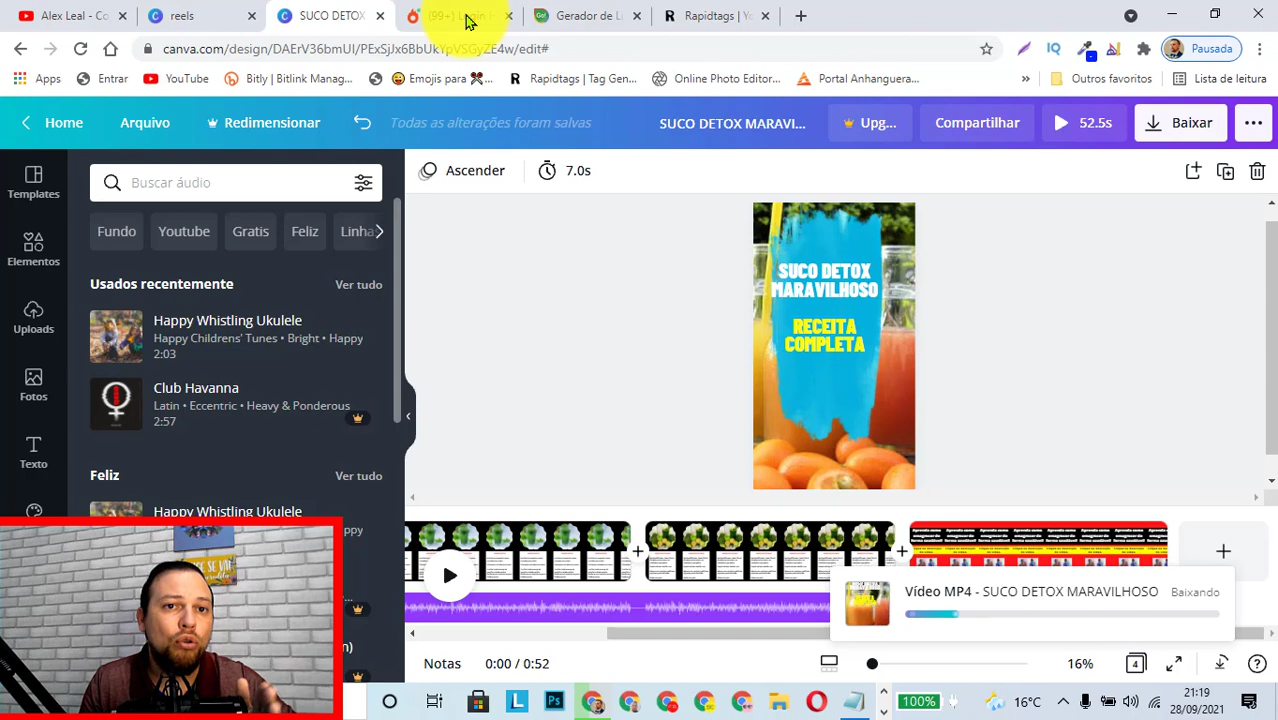 Alex Leal - Co
reels
SUCO DETOX
(99+)
Gerador de Li
Rapidtags | Yo
canva.com/design/DAErV36bmUI/PExSjJx6BbUkYpVSGyZE4w/edit#
Pausada
Apps
Entrar
YouTube
Bitly | Bitlink Manag...
Emojis para
Rapidtags | Tag Gen...
Online Photo Editor...
Portal Anhanguera...
»
Outros favoritos
Lista de leitura
Home
Arquivo
Redimensionar
Todas as alterações foram salvas
SUCO DETOX MARAVI...
Upg...
Compartilhar
52.5s
Baixar
Templates
Elementos
Uploads
Fotos
Texto
Buscar áudio
Fundo
Youtube
Gratis
Feliz
Linha
Usados recentemente
Ver tudo
Happy Whistling Ukulele
Happy Childrens' Tunes • Bright • Happy
2:03
Club Havanna
Latin • Eccentric • Heavy & Ponderous
2:57
Feliz
Ver tudo
Happy Whistling Ukulele
Ascender
7.0s
SUCO DETOX
MARAVILHOSO
RECEITA
COMPLETA
Vídeo MP4 - SUCO DETOX MARAVILHOSO
Baixando
Notas
0:00 / 0:52
16%
4
100%
16°C
1:19
28/09/2021